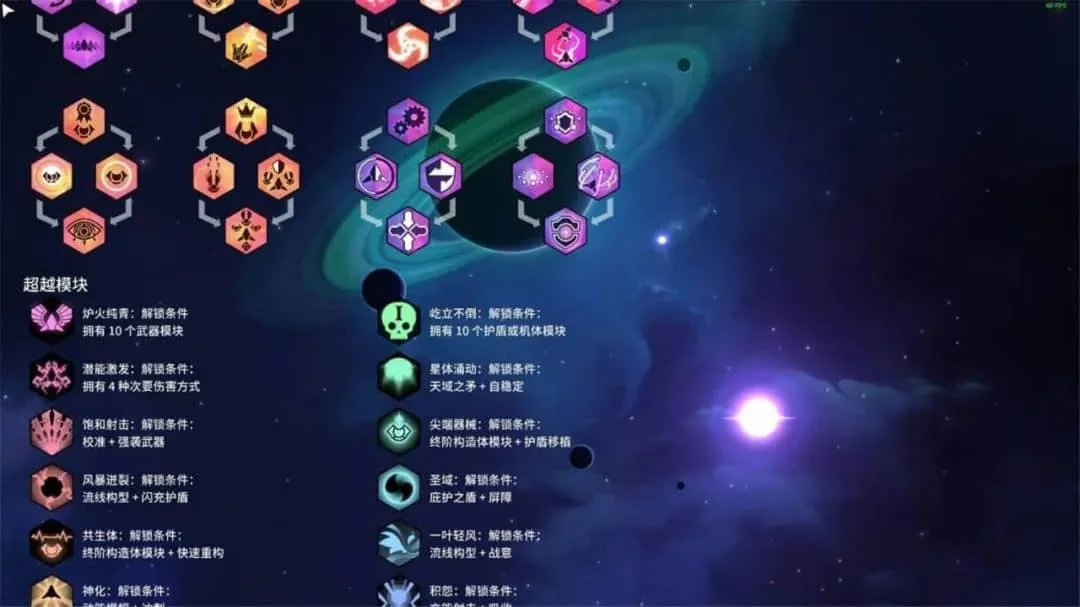 超越模块
炉火纯青：解锁条件
拥有 10 个武器模块
屹立不倒：解锁条件：
拥有 10 个护盾或机体模块
潜能激发：解锁条件：
拥有 4 种次要伤害方式
星体涌动：解锁条件：
天域之矛 + 自稳定
饱和射击：解锁条件：
校准 + 强袭武器
尖端器械：解锁条件：
终阶构造体模块 + 护盾移植
风暴迸裂：解锁条件：
流线构型 + 闪充护盾
圣域：解锁条件：
庇护之盾 + 屏障
共生体：解锁条件：
终阶构造体模块 + 快速重构
一叶轻风：解锁条件：
流线构型 + 战意
神化：解锁条件：
积怨：解锁条件：